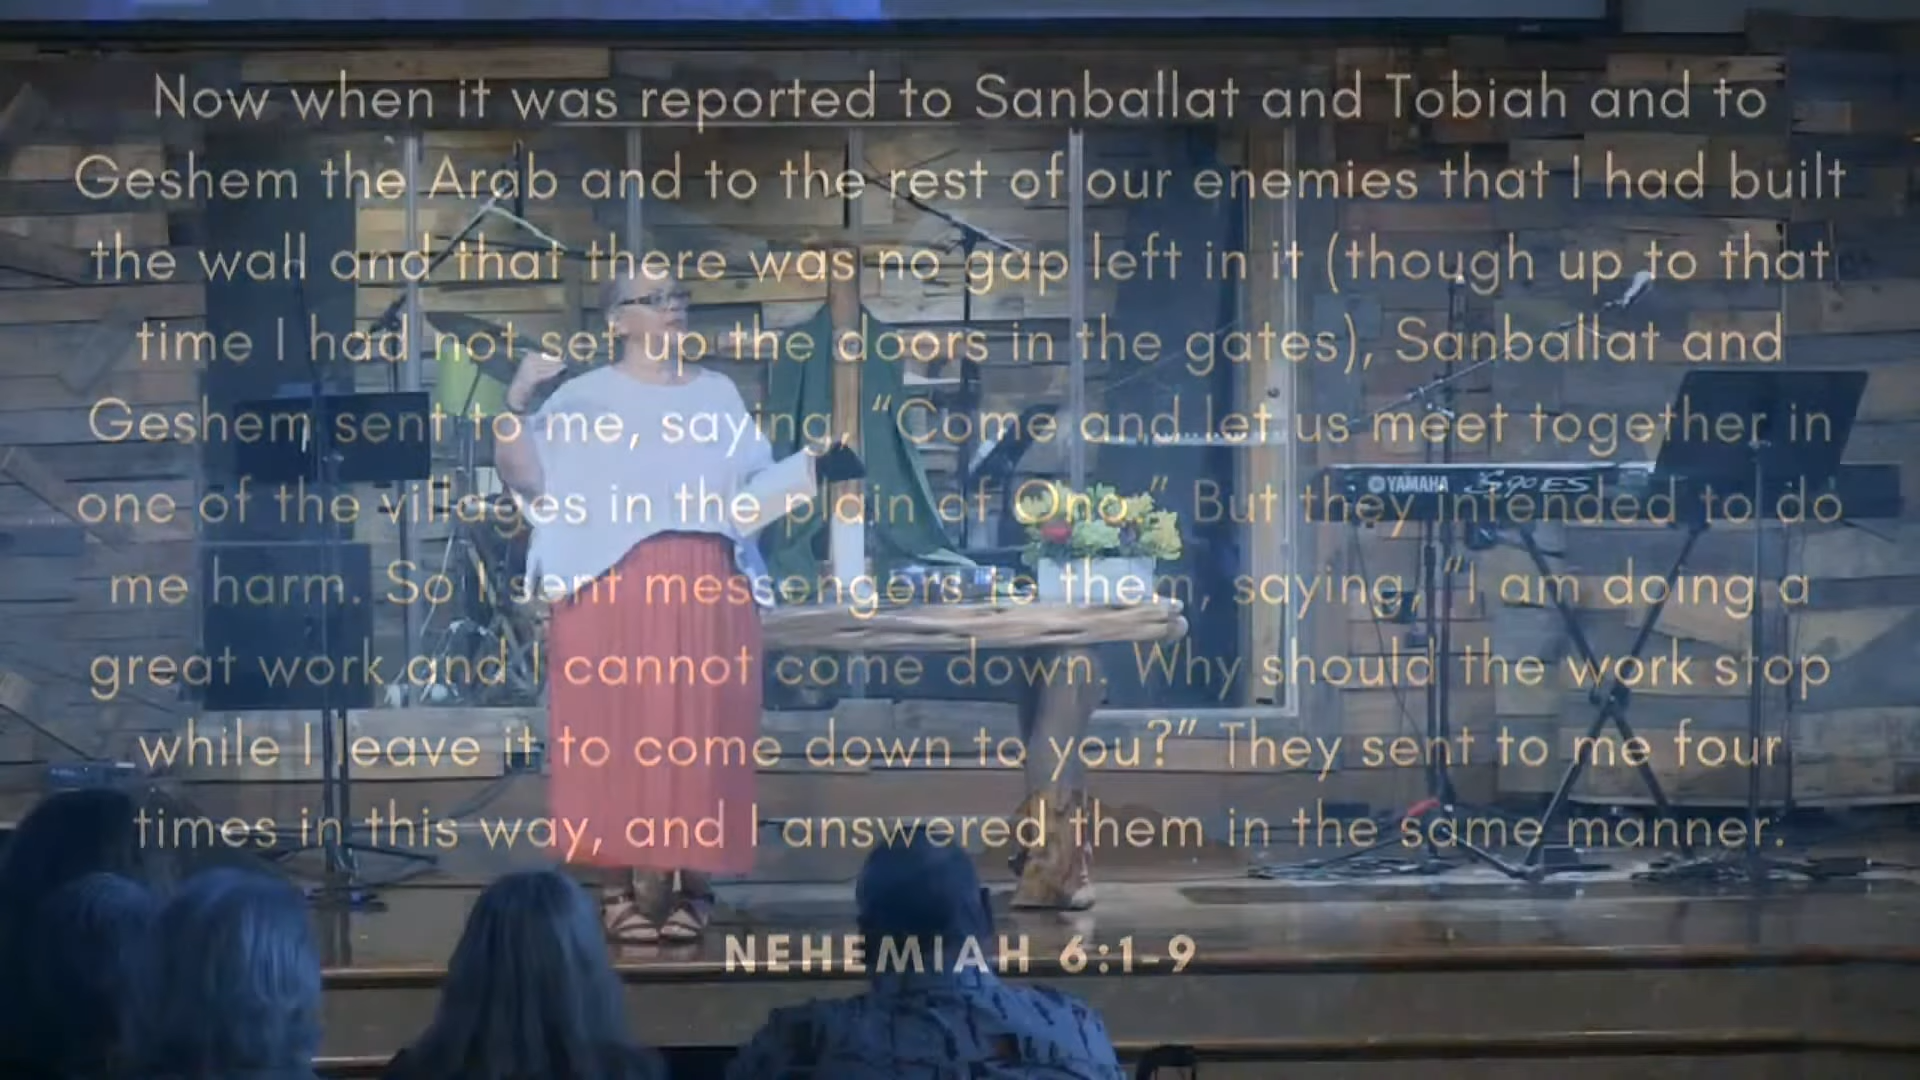 Now when it was reported to Sanballat and Tobiah and to
Geshem the Arab and to the rest of our enemies that I had built
the wall and that there was no gap left in it (though up to that
time I had not set up the doors in the gates), Sanballat and
Geshem sent to me, saying, “Come and let us meet together in
one of the villages in the plain of Ono.” But they intended to do
me harm. So I sent messengers to them, saying, “I am doing a
great work and I cannot come down. Why should the work stop
while I leave it to come down to you?” They sent to me four
times in this way, and I answered them in the same manner.
NEHEMIAH 6:1-9
YAMAHA S90 ES